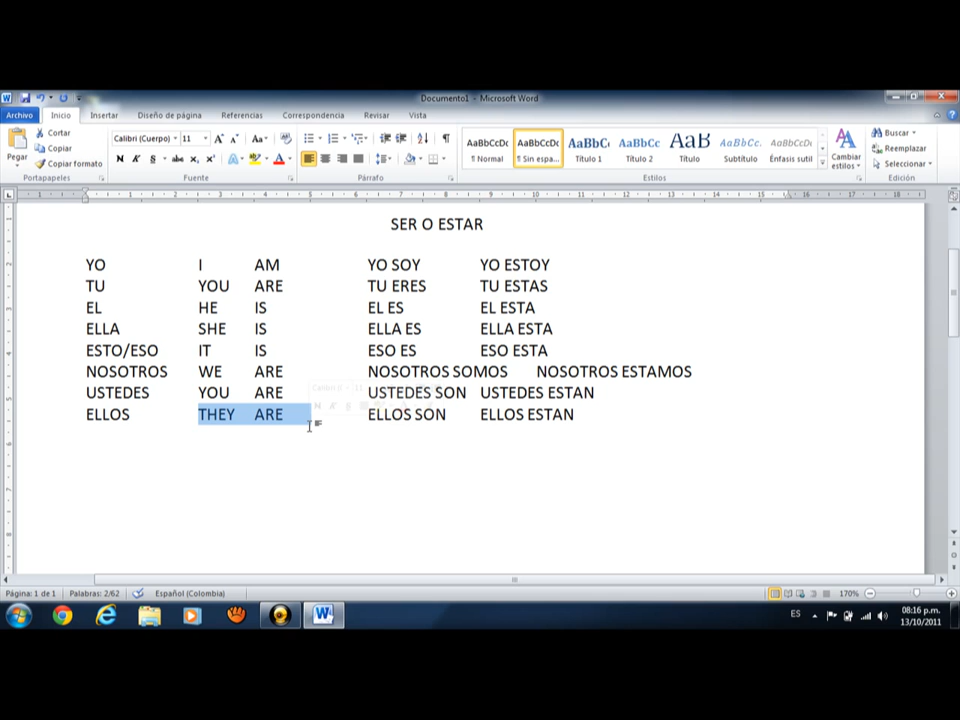 Documento1 - Microsoft Word
Archivo Inicio Insertar Diseño de página Referencias Correspondencia Revisar Vista
Pegar
Cortar
Copiar
Copiar formato
Portapapeles
Calibri (Cuerpo) 11
Fuente
Párrafo
AaBbCcDc AaBbCcDc AaBbC AaBbCc AaB AaBbCc. AaBbCcDc
¶ Normal ¶ Sin espa... Título 1 Título 2 Título Subtítulo Énfasis sutil
Estilos
Cambiar estilos
Buscar
Reemplazar
Seleccionar
Edición
SER O ESTAR
YO I AM YO SOY YO ESTOY
TU YOU ARE TU ERES TU ESTAS
EL HE IS EL ES EL ESTA
ELLA SHE IS ELLA ES ELLA ESTA
ESTO/ESO IT IS ESO ES ESO ESTA
NOSOTROS WE ARE NOSOTROS SOMOS NOSOTROS ESTAMOS
USTEDES YOU ARE USTEDES SON USTEDES ESTAN
ELLOS THEY ARE ELLOS SON ELLOS ESTAN
Página: 1 de 1 Palabras: 2/62 Español (Colombia) 170%
ES 08:16 p.m.
13/10/2011